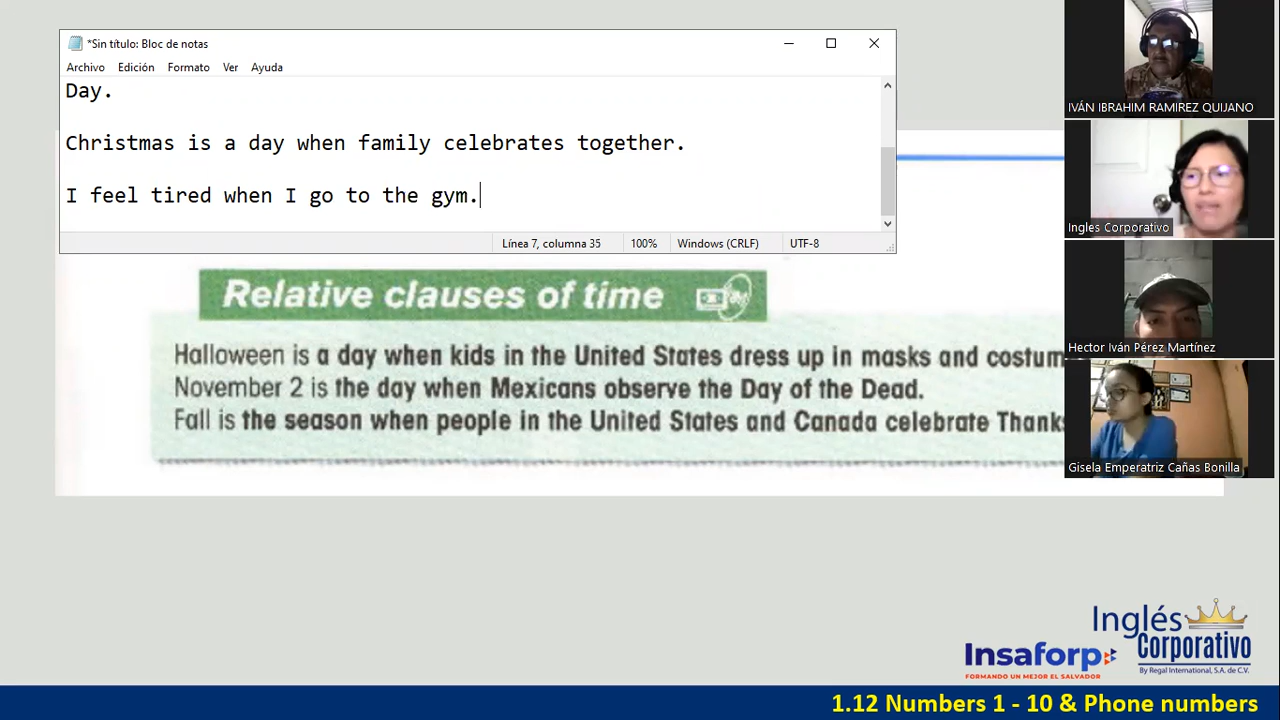 *Sin título: Bloc de notas
Archivo Edición Formato Ver Ayuda
Day.
Christmas is a day when family celebrates together.
I feel tired when I go to the gym.
Línea 7, columna 35 100% Windows (CRLF) UTF-8
Relative clauses of time
Halloween is a day when kids in the United States dress up in masks and costum
November 2 is the day when Mexicans observe the Day of the Dead.
Fall is the season when people in the United States and Canada celebrate Thanks
IVÁN IBRAHIM RAMIREZ QUIJANO
Ingles Corporativo
Hector Iván Pérez Martínez
Gisela Emperatriz Cañas Bonilla
Insaforp
FORMANDO UN MEJOR EL SALVADOR
Inglés
Corporativo
By Regal International, S.A. de C.V.
1.12 Numbers 1 - 10 & Phone numbers